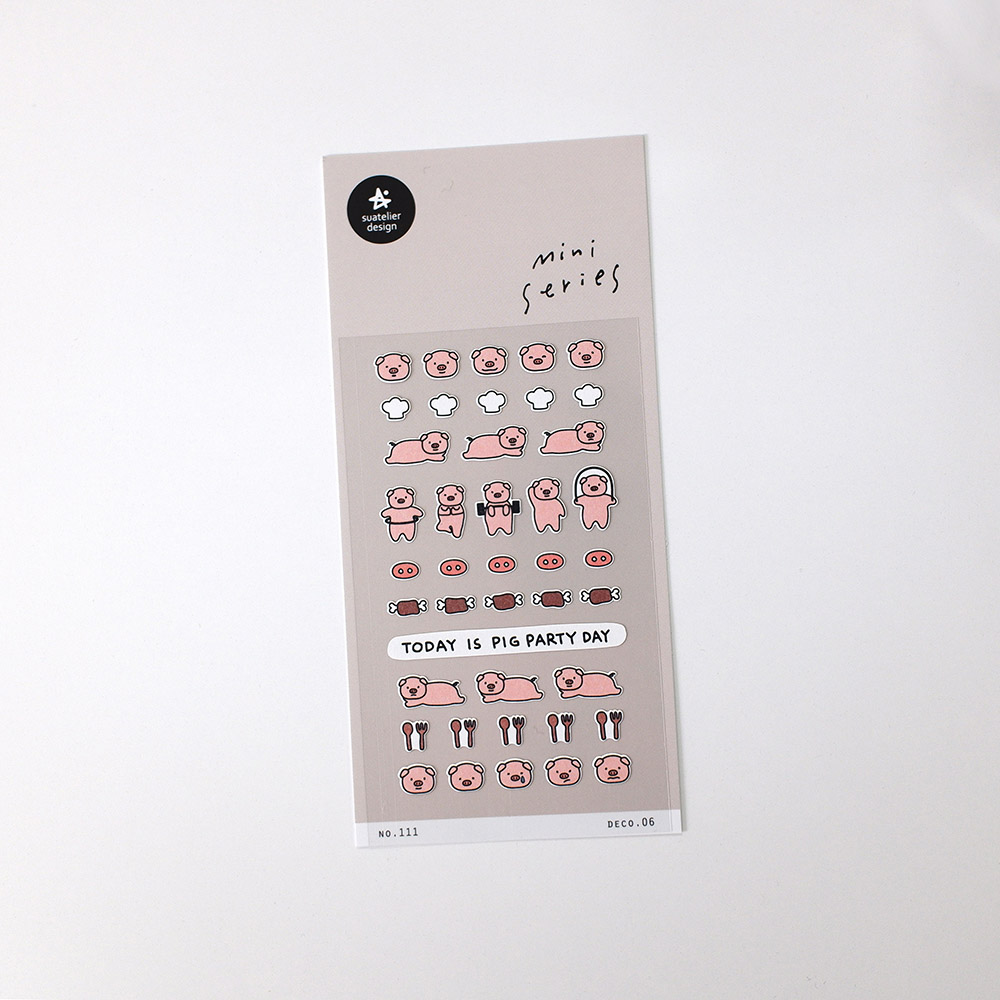 suatelier
design
mini
series
TODAY IS PIG PARTY DAY
NO.111
DECO.06